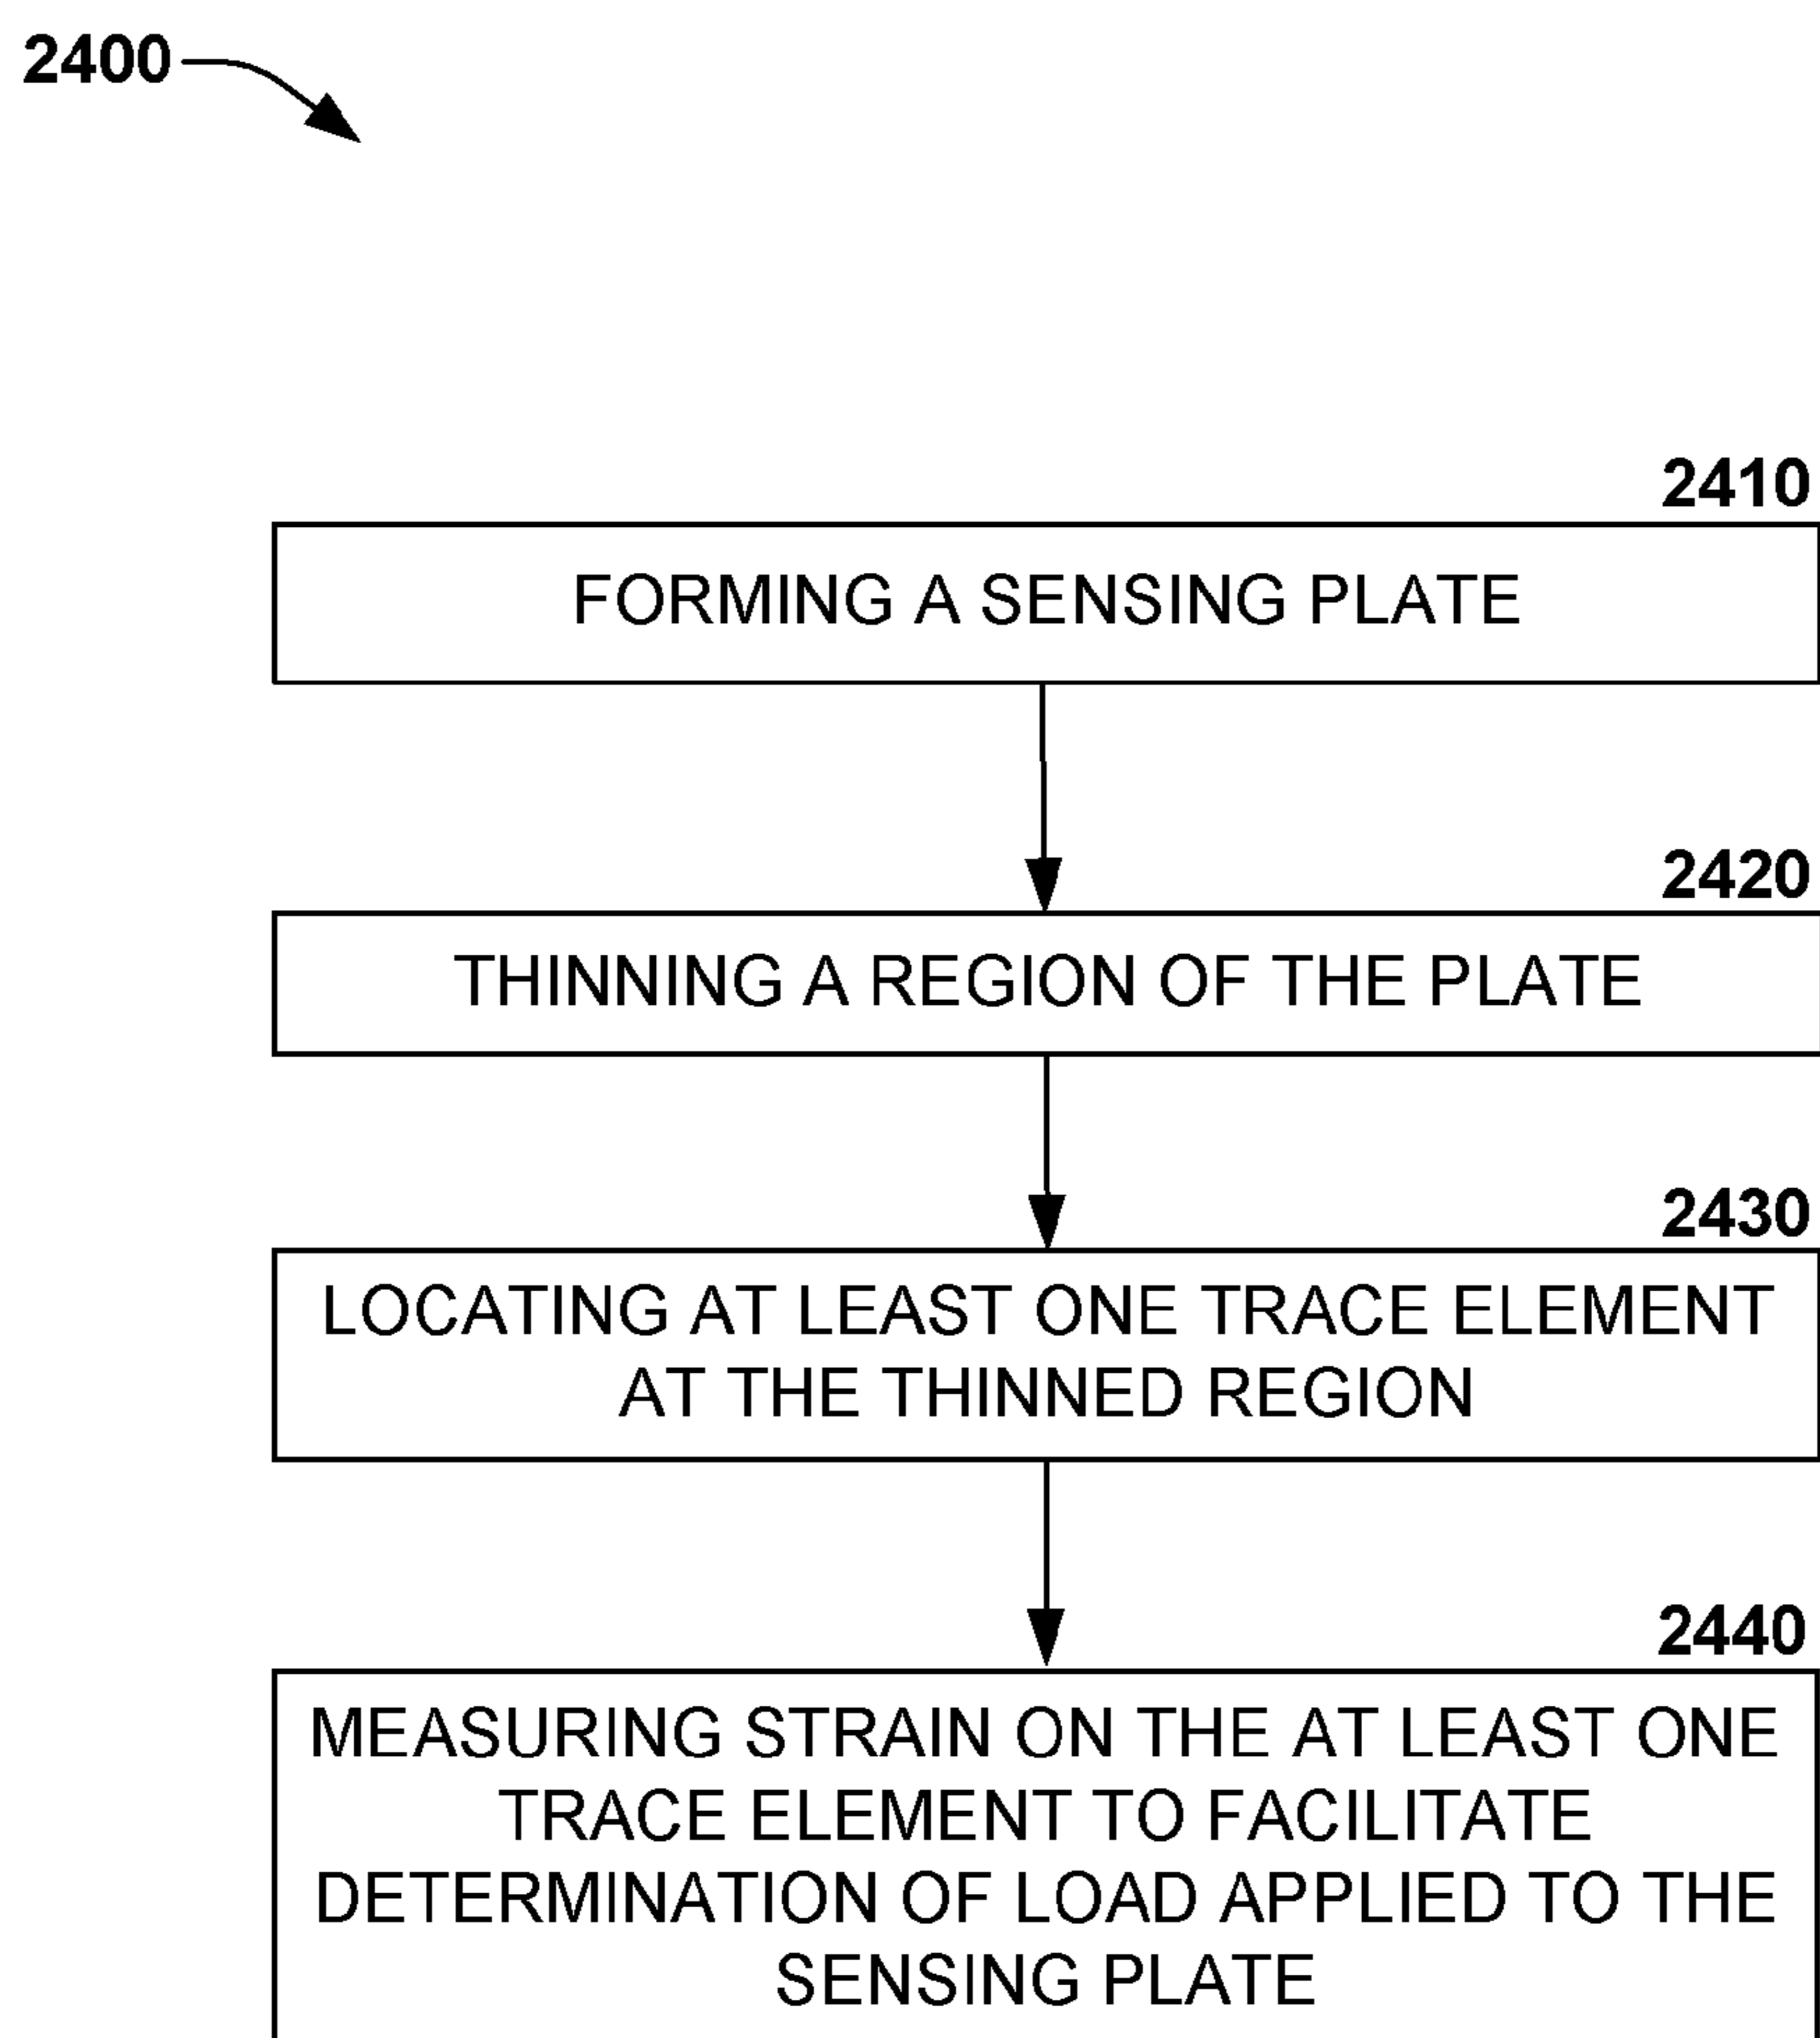 2400
2410
FORMING A SENSING PLATE
2420
THINNING A REGION OF THE PLATE
2430
LOCATING AT LEAST ONE TRACE ELEMENT
AT THE THINNED REGION
2440
MEASURING STRAIN ON THE AT LEAST ONE
TRACE ELEMENT TO FACILITATE
DETERMINATION OF LOAD APPLIED TO THE
SENSING PLATE